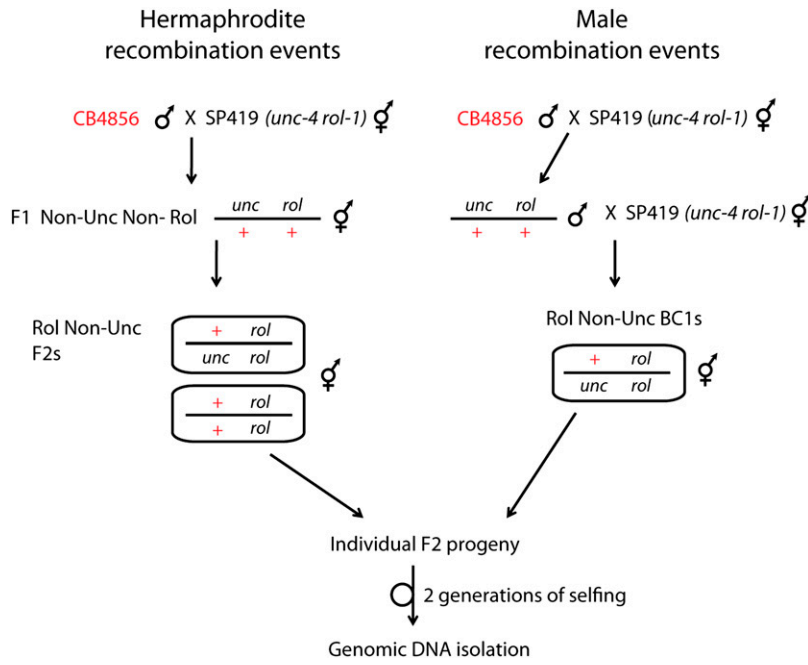 Hermaphrodite
recombination events
CB4856 ♂ X SP419 (unc-4 rol-1) ⚥
F1 Non-Unc Non- Rol
unc rol
+ +
Rol Non-Unc
F2s
+ rol
unc rol
+ rol
+ rol
Male
recombination events
CB4856 ♂ X SP419 (unc-4 rol-1) ⚥
unc rol
+ +
X SP419 (unc-4 rol-1)
Rol Non-Unc BC1s
+ rol
unc rol
Individual F2 progeny
2 generations of selfing
Genomic DNA isolation